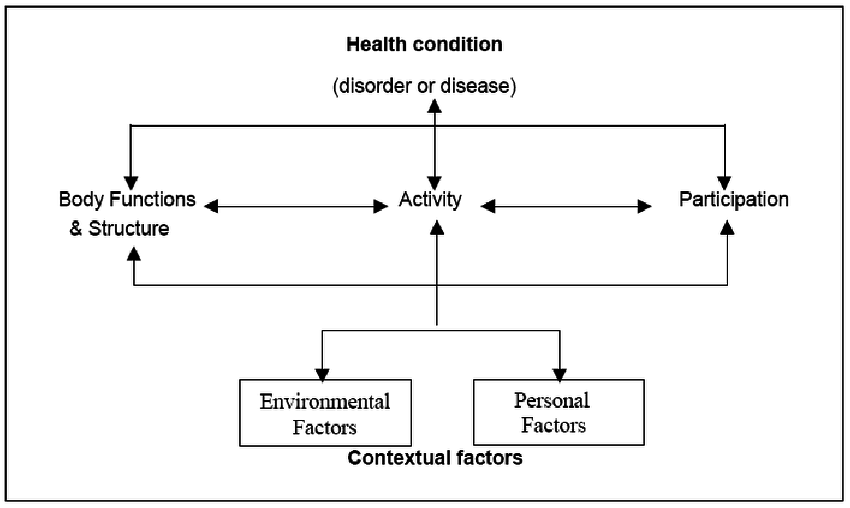 Health condition
(disorder or disease)
Body Functions
& Structure
Activity
Participation
Environmental
Factors
Personal
Factors
Contextual factors